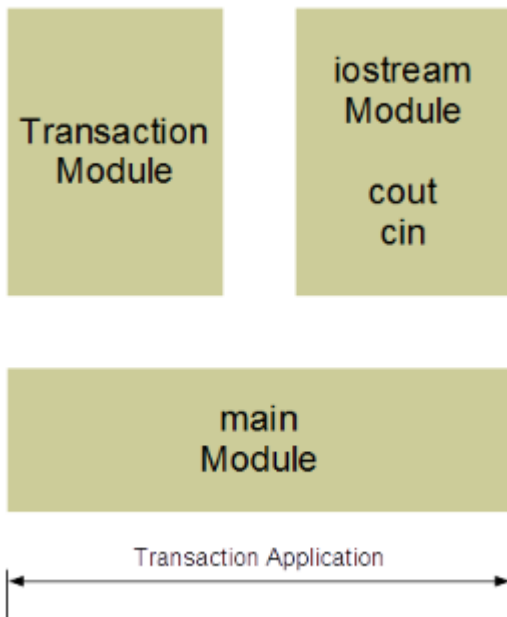 Transaction
Module
iostream
Module
cout
cin
main
Module
Transaction Application